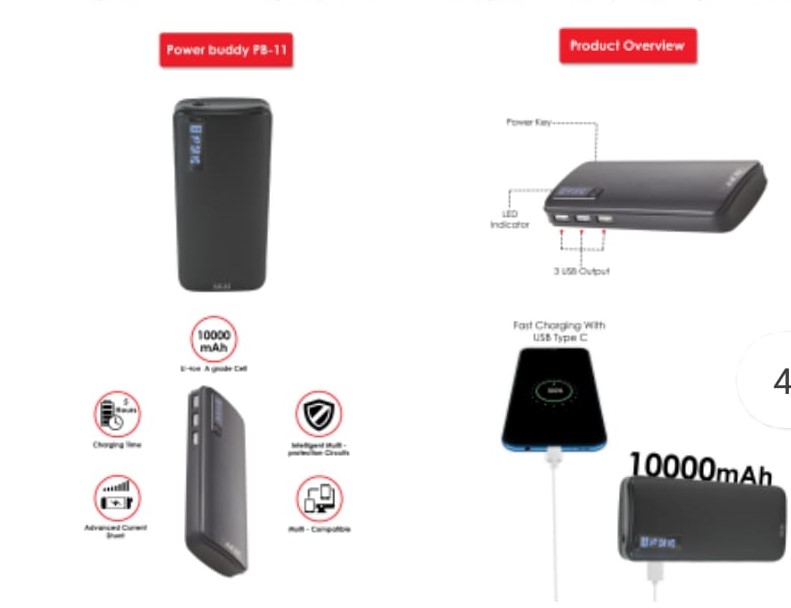 Power buddy PB-11
10000
mAh
Li-ion A grade Cell
5
Hours
Charging Time
Intelligent Multi -
protection Circuits
Advanced Current
Shunt
Multi - Compatible
Product Overview
Power Key
LED
Indicator
3 USB Output
Fast Charging With
USB Type C
100%
10000mAh
4